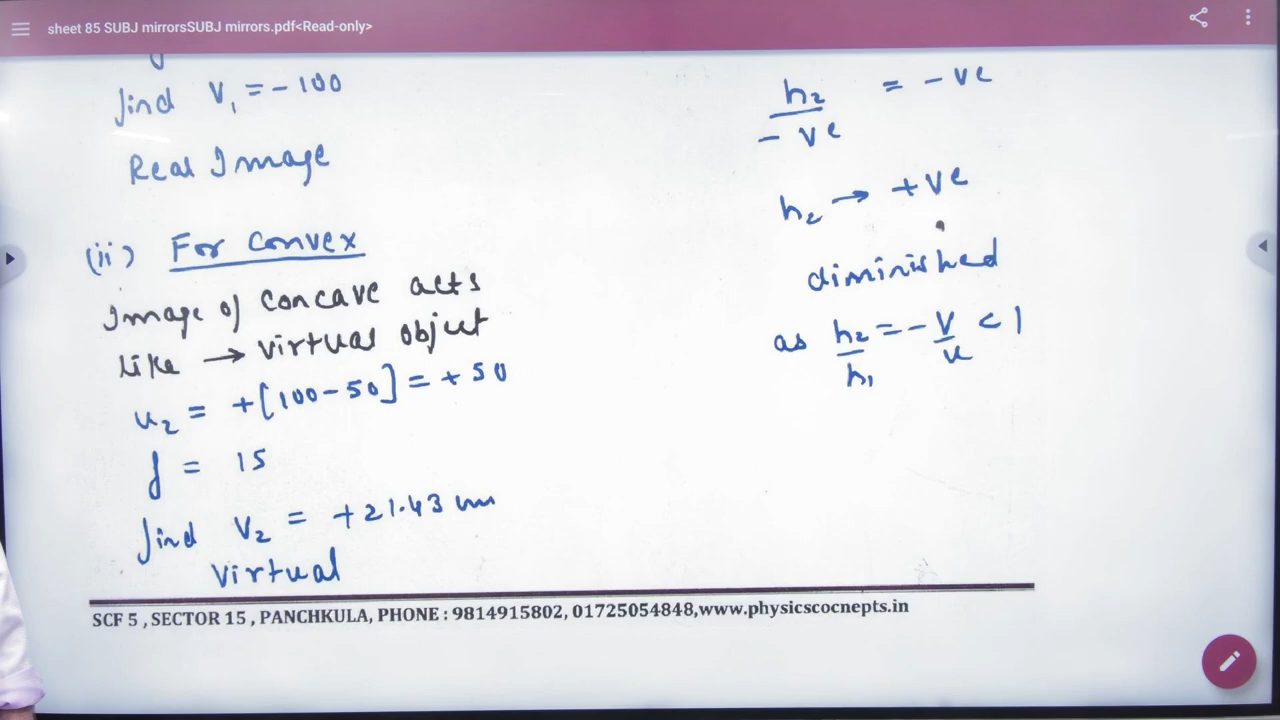 sheet 85 SUBJ mirrorsSUBJ mirrors.pdf<Read-only>
find V₁ = -100
Real Image
(ii) For Convex
Image of Concave acts
like → virtual object
u₂ = +[100-50] = +50
f = 15
find V₂ = +21.43 cm
Virtual
h₂/-ve = -ve
h₂ → +ve
diminished
as h₂/h₁ = -V/u < 1
SCF 5 , SECTOR 15 , PANCHKULA, PHONE : 9814915802, 01725054848,www.physicscocnepts.in